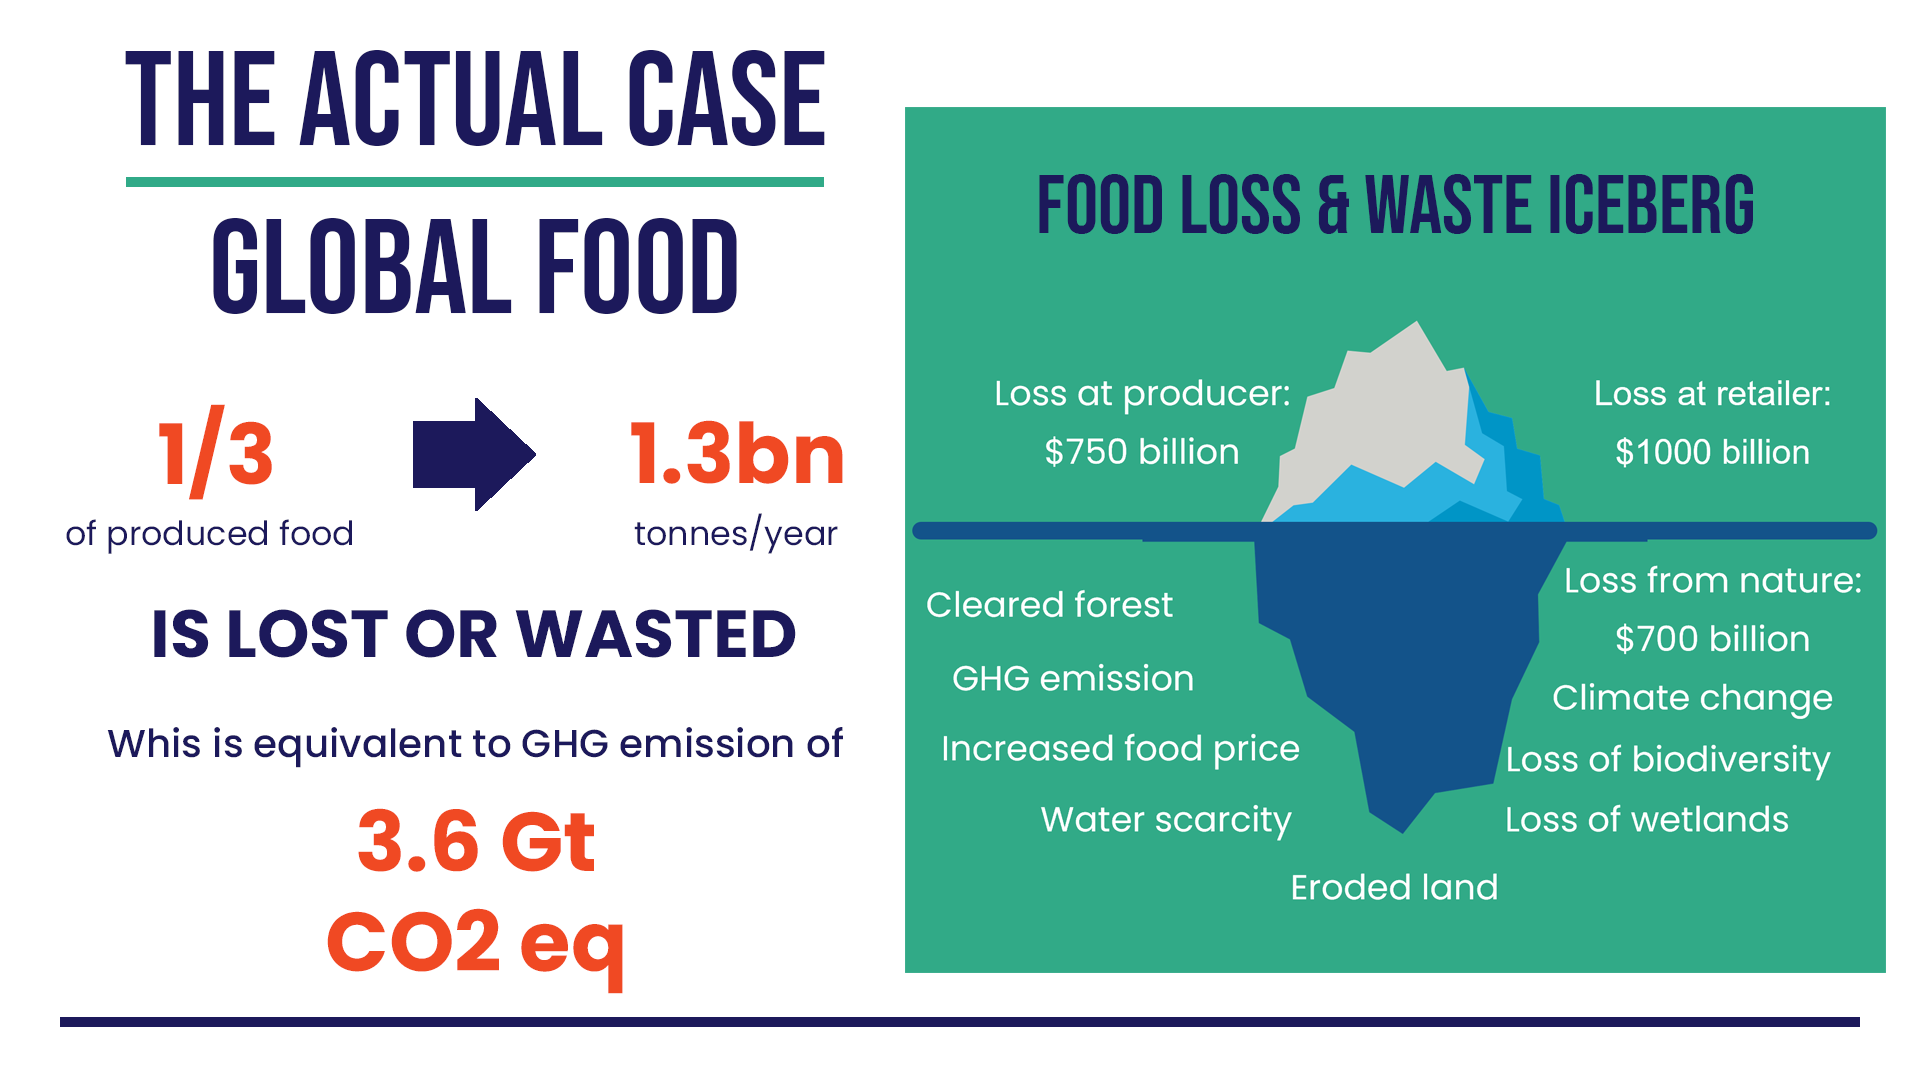 THE ACTUAL CASE
GLOBAL FOOD
1/3
of produced food
1.3bn
tonnes/year
IS LOST OR WASTED
Whis is equivalent to GHG emission of
3.6 Gt
CO2 eq
FOOD LOSS & WASTE ICEBERG
Loss at producer:
$750 billion
Loss at retailer:
$1000 billion
Cleared forest
GHG emission
Increased food price
Water scarcity
Loss from nature:
$700 billion
Climate change
Loss of biodiversity
Loss of wetlands
Eroded land